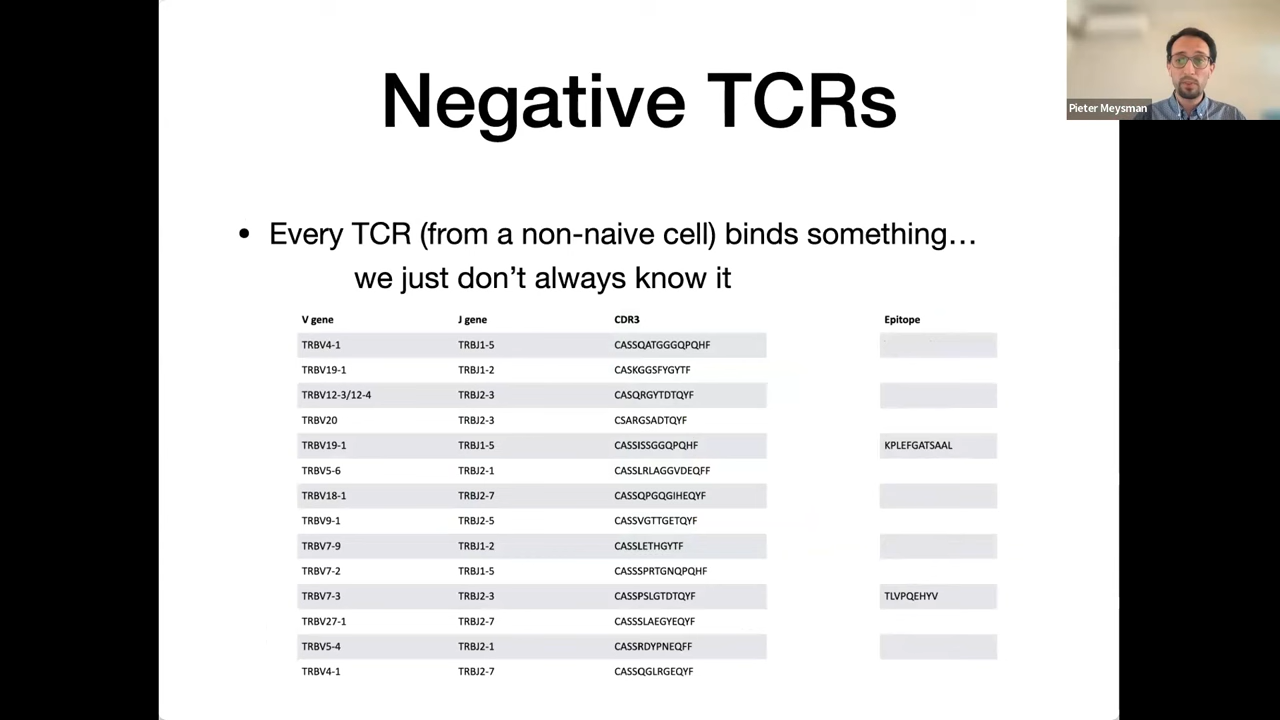 Negative TCRs
Pieter Meysman
• Every TCR (from a non-naive cell) binds something…
we just don’t always know it
V gene J gene CDR3 Epitope
TRBV4-1 TRBJ1-5 CASSQATGGGQPQHF
TRBV19-1 TRBJ1-2 CASKGGSFYGYTF
TRBV12-3/12-4 TRBJ2-3 CASQRGYTDTQYF
TRBV20 TRBJ2-3 CSARGSADTQYF
TRBV19-1 TRBJ1-5 CASSISSGGQPQHF KPLEFGATSAAL
TRBV5-6 TRBJ2-1 CASSLRLAGGVDEQFF
TRBV18-1 TRBJ2-7 CASSQPGQGIHEQYF
TRBV9-1 TRBJ2-5 CASSVGTTGETQYF
TRBV7-9 TRBJ1-2 CASSLETHGYTF
TRBV7-2 TRBJ1-5 CASSSPRTGNQPQHF
TRBV7-3 TRBJ2-3 CASSPSLGTDTQYF TLVPQEHYV
TRBV27-1 TRBJ2-7 CASSSLAEGYEQYF
TRBV5-4 TRBJ2-1 CASSRDYPNEQFF
TRBV4-1 TRBJ2-7 CASSQGLRGEQYF